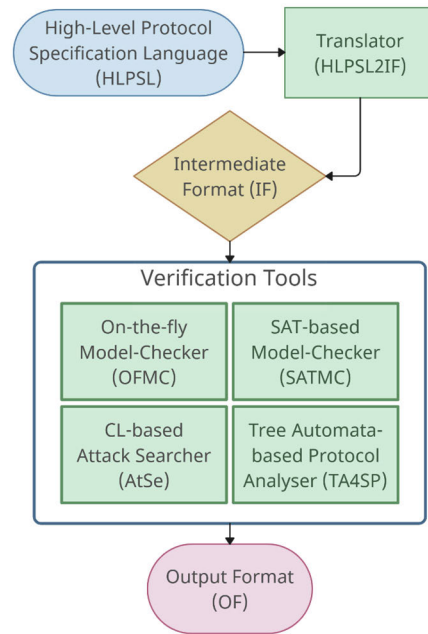 High-Level Protocol
Specification Language
(HLPSL)
Translator
(HLPSL2IF)
Intermediate
Format (IF)
Verification Tools
On-the-fly
Model-Checker
(OFMC)
SAT-based
Model-Checker
(SATMC)
CL-based
Attack Searcher
(AtSe)
Tree Automata-
based Protocol
Analyser (TA4SP)
Output Format
(OF)